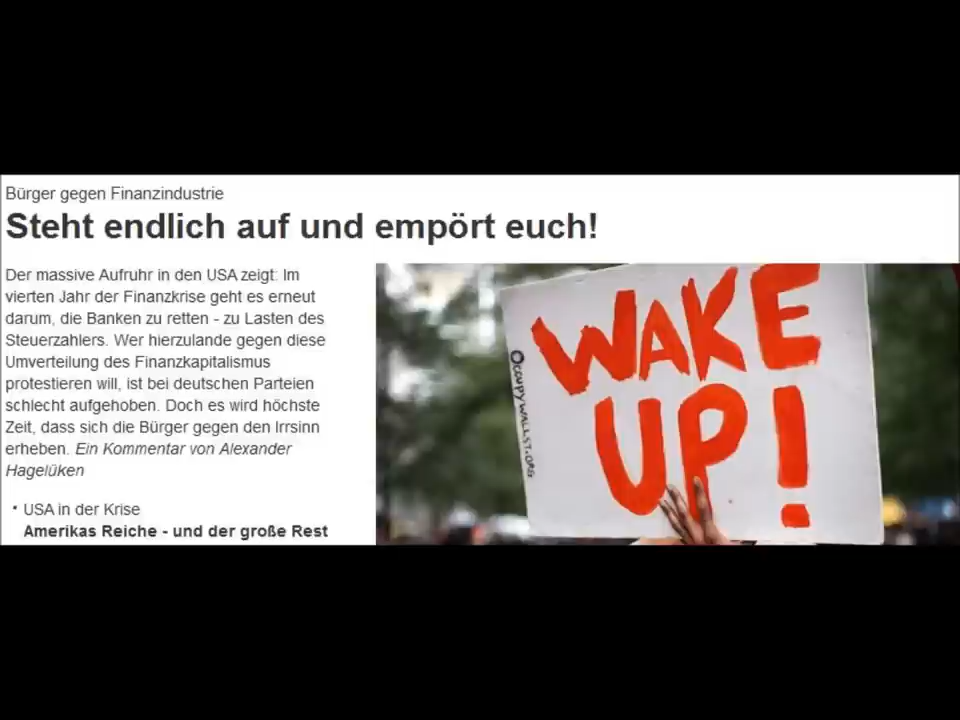 Bürger gegen Finanzindustrie
Steht endlich auf und empört euch!
Der massive Aufruhr in den USA zeigt: Im
vierten Jahr der Finanzkrise geht es erneut
darum, die Banken zu retten - zu Lasten des
Steuerzahlers. Wer hierzulande gegen diese
Umverteilung des Finanzkapitalismus
protestieren will, ist bei deutschen Parteien
schlecht aufgehoben. Doch es wird höchste
Zeit, dass sich die Bürger gegen den Irrsinn
erheben. Ein Kommentar von Alexander
Hagelüken
• USA in der Krise
Amerikas Reiche - und der große Rest
WAKE
UP!
OCCUPYWALLST.ORG